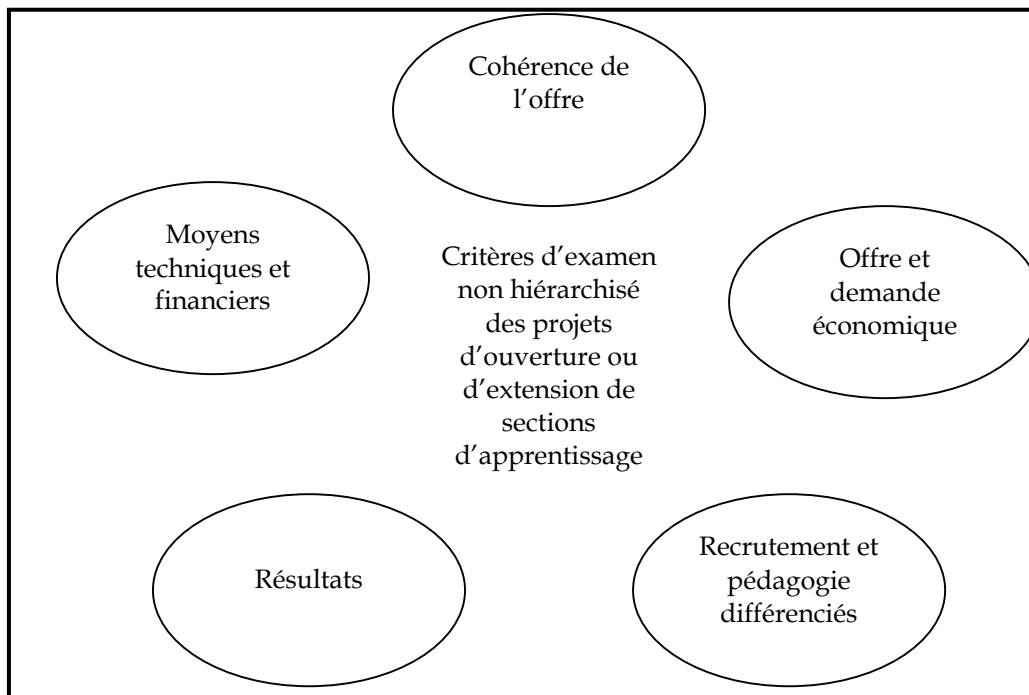 Cohérence de
l’offre
Moyens
techniques et
financiers
Critères d’examen
non hiérarchisé
des projets
d’ouverture ou
d’extension de
sections
d’apprentissage
Offre et
demande
économique
Résultats
Recrutement et
pédagogie
différenciés